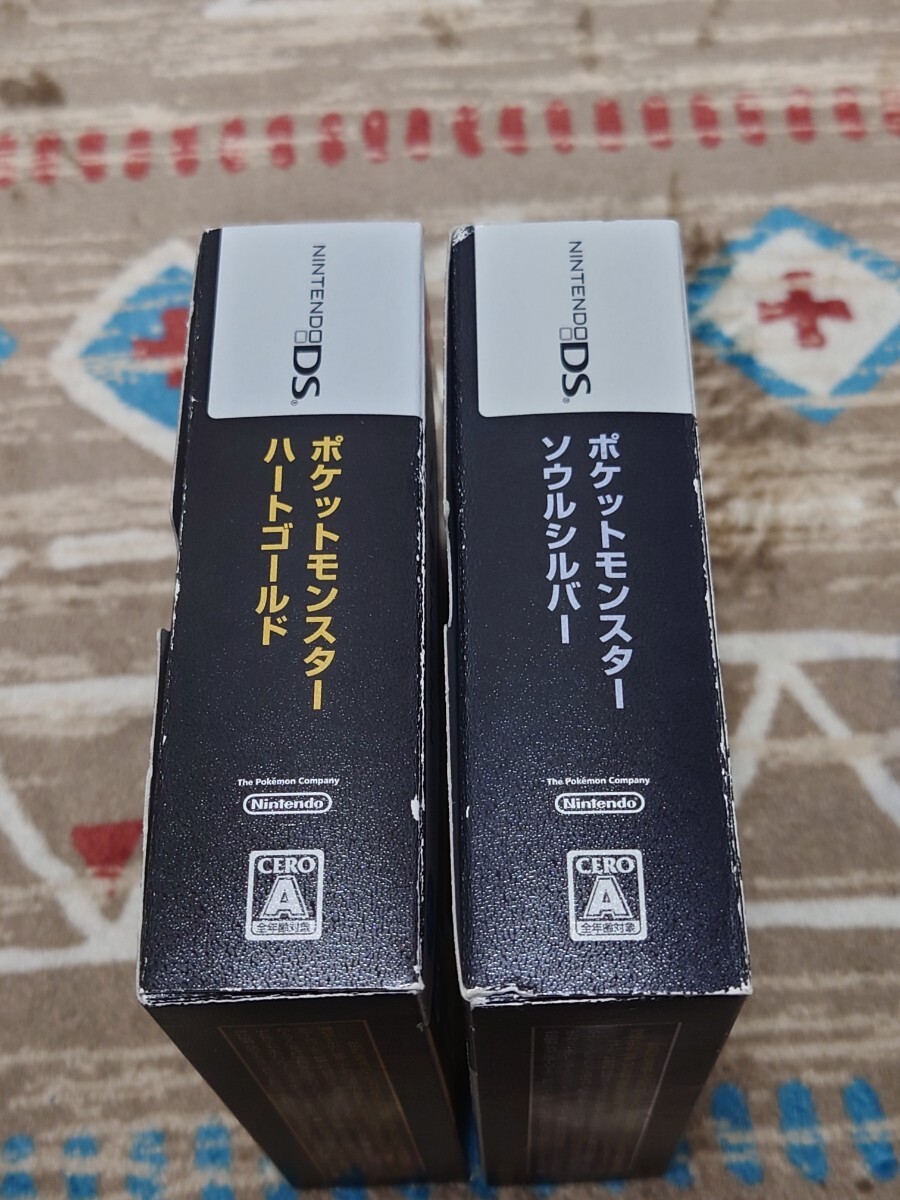 NINTENDO DS®
ポケットモンスター
ハートゴールド
The Pokémon Company
Nintendo®
CERO
A
全年齢対象
NINTENDO DS®
ポケットモンスター
ソウルシルバー
The Pokémon Company
Nintendo®
CERO
A
全年齢対象